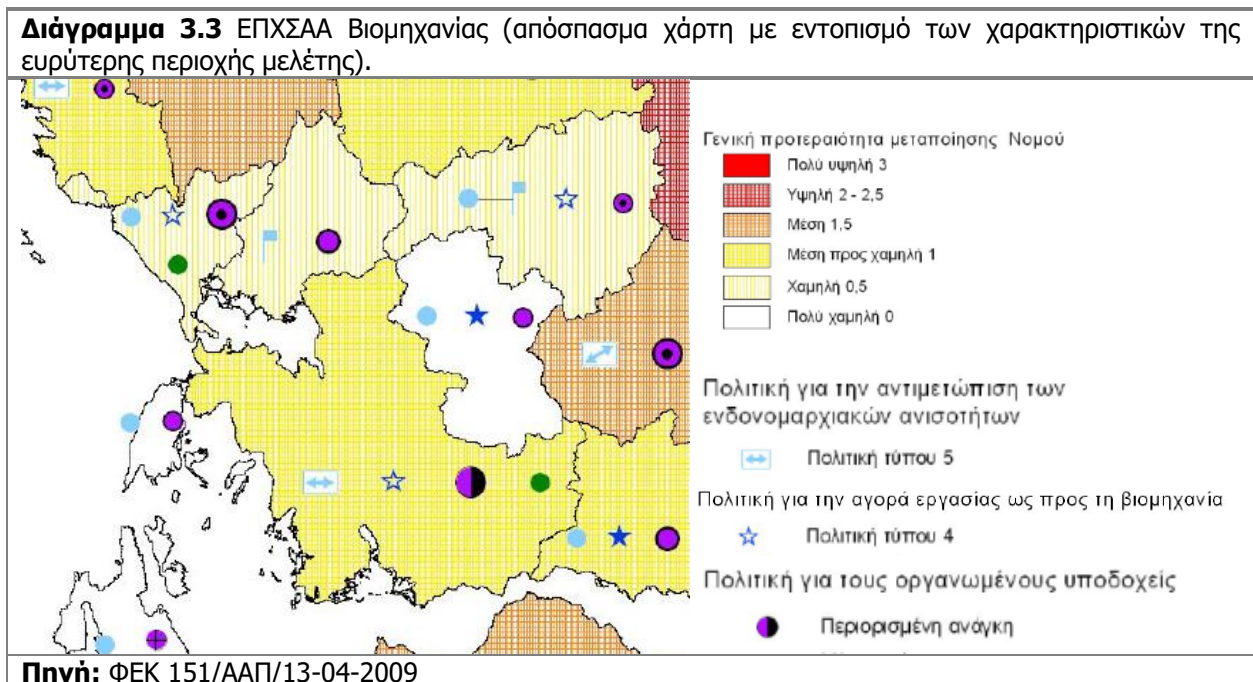 Διάγραμμα 3.3 ΕΠΧΣΑΑ Βιομηχανίας (απόσπασμα χάρτη με εντοπισμό των χαρακτηριστικών της
ευρύτερης περιοχής μελέτης).
Γενική προτεραιότητα μεταποίησης Νομού
Πολύ υψηλή 3
Υψηλή 2 - 2,5
Μέση 1,5
Μέση προς χαμηλή 1
Χαμηλή 0,5
Πολύ χαμηλή 0
Πολιτική για την αντιμετώπιση των
ενδονομαρχιακών ανισοτήτων
Πολιτική τύπου 5
Πολιτική για την αγορά εργασίας ως προς τη βιομηχανία
Πολιτική τύπου 4
Πολιτική για τους οργανωμένους υποδοχείς
Περιορισμένη ανάγκη
Πηγή: ΦΕΚ 151/ΑΑΠ/13-04-2009